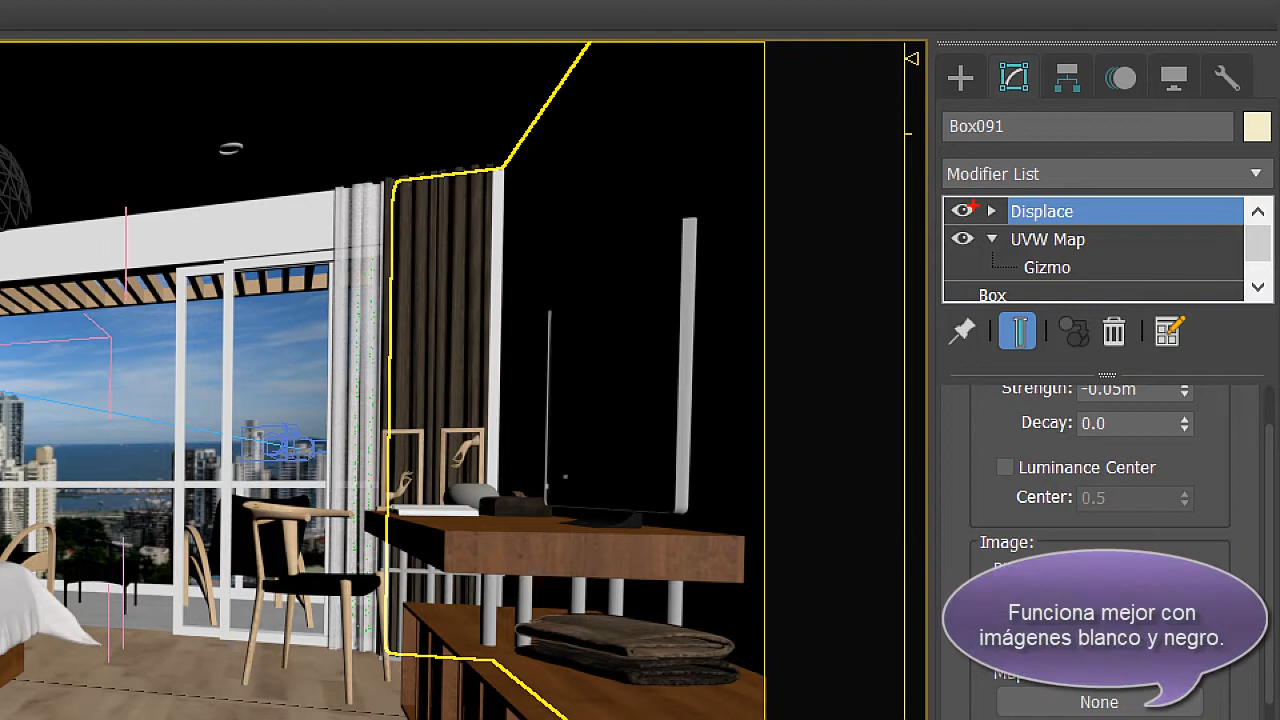 Box091
Modifier List
Displace
UVW Map
Gizmo
Box
Strength: -0.05m
Decay: 0.0
Luminance Center
Center: 0.5
Image:
Funciona mejor con
imágenes blanco y negro.
None